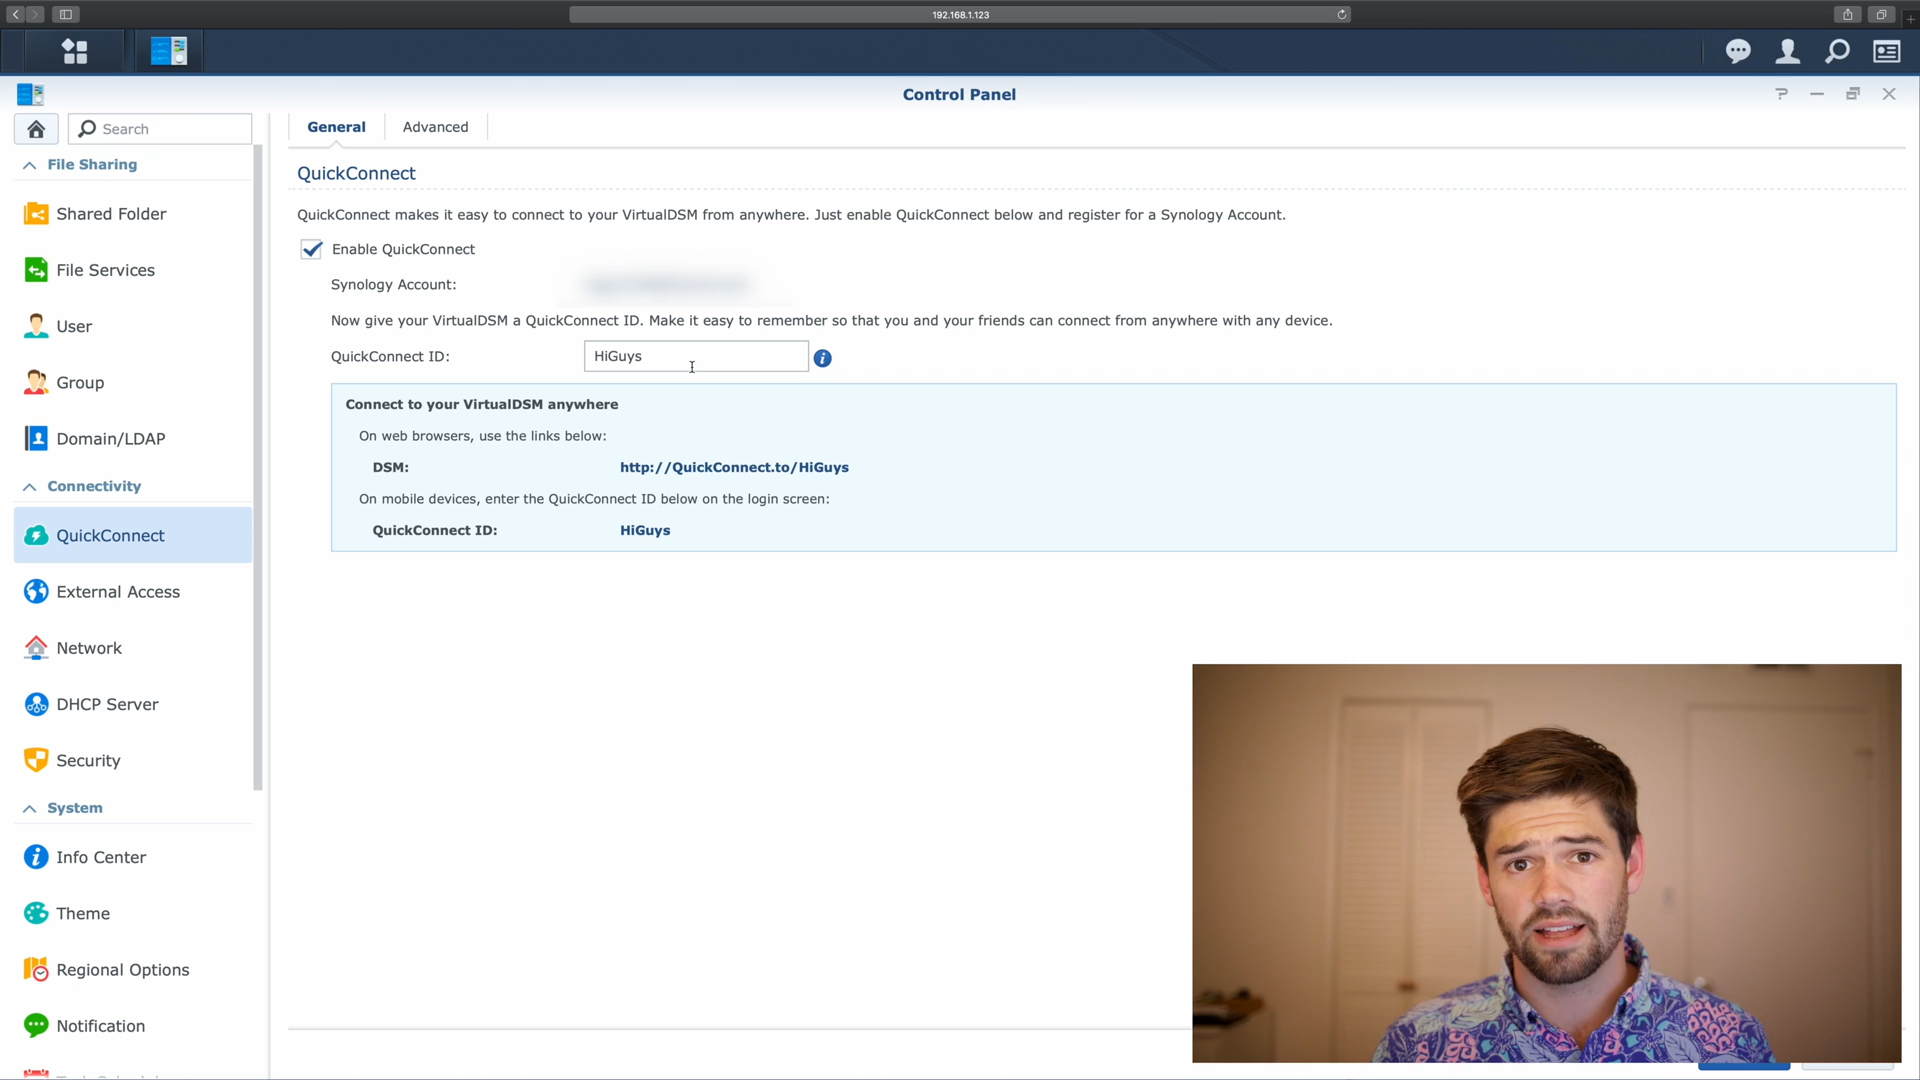 192.168.1.123
Control Panel
Search
General
Advanced
File Sharing
Shared Folder
File Services
User
Group
Domain/LDAP
Connectivity
QuickConnect
External Access
Network
DHCP Server
Security
System
Info Center
Theme
Regional Options
Notification
QuickConnect
QuickConnect makes it easy to connect to your VirtualDSM from anywhere. Just enable QuickConnect below and register for a Synology Account.
Enable QuickConnect
Synology Account:
Now give your VirtualDSM a QuickConnect ID. Make it easy to remember so that you and your friends can connect from anywhere with any device.
QuickConnect ID: HiGuys
Connect to your VirtualDSM anywhere
On web browsers, use the links below:
DSM: http://QuickConnect.to/HiGuys
On mobile devices, enter the QuickConnect ID below on the login screen:
QuickConnect ID: HiGuys